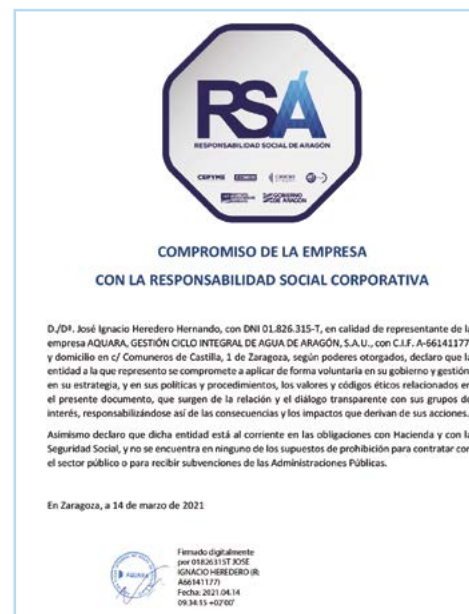 RSA
RESPONSABILIDAD SOCIAL DE ARAGÓN
CEPYME
GOBIERNO
DE ARAGÓN
COMPROMISO DE LA EMPRESA
CON LA RESPONSABILIDAD SOCIAL CORPORATIVA
D./Dª. José Ignacio Heredero Hernando, con DNI 01.826.315-T, en calidad de representante de la
empresa AQUARA, GESTIÓN CICLO INTEGRAL DE AGUA DE ARAGÓN, S.A.U., con C.I.F. A-66141177
y domicilio en c/ Comuneros de Castilla, 1 de Zaragoza, según poderes otorgados, declaro que la
entidad a la que represento se compromete a aplicar de forma voluntaria en su gobierno y gestión,
en su estrategia, y en sus políticas y procedimientos, los valores y códigos éticos relacionados en
el presente documento, que surgen de la relación y el diálogo transparente con sus grupos de
interés, responsabilizándose así de las consecuencias y los impactos que derivan de sus acciones.
Asimismo declaro que dicha entidad está al corriente en las obligaciones con Hacienda y con la
Seguridad Social, y no se encuentra en ninguno de los supuestos de prohibición para contratar con
el sector público o para recibir subvenciones de las Administraciones Públicas.
En Zaragoza, a 14 de marzo de 2021
AQUARA
Firmado digitalmente
por 01826315T JOSE
IGNACIO HEREDERO (R:
A66141177)
Fecha: 2021.04.14
09:34:15 +02'00'